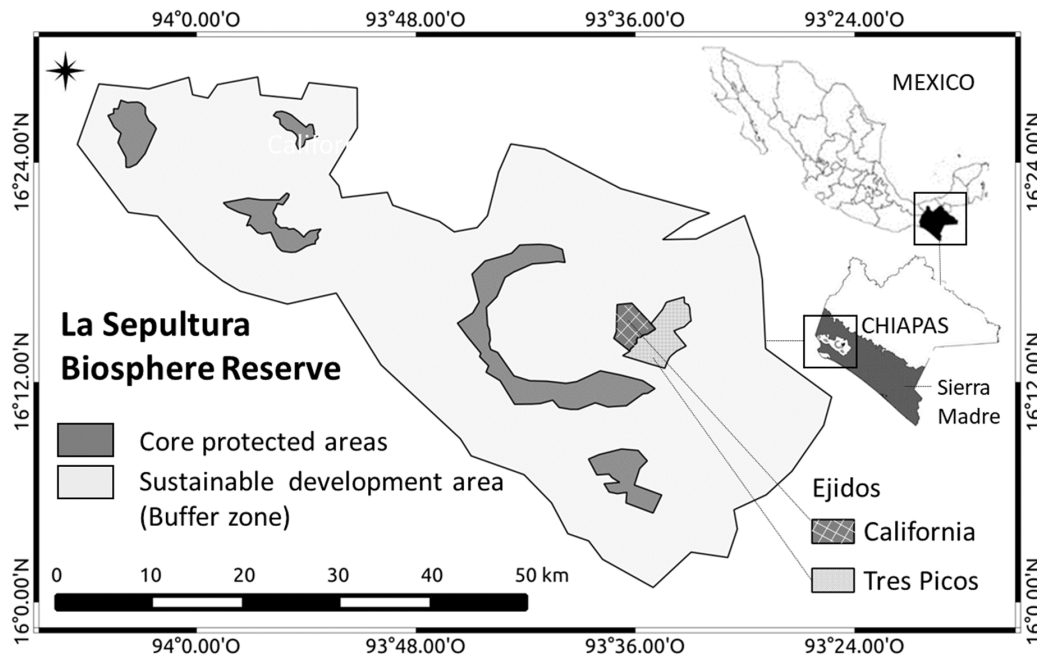 94°0.00'O 93°48.00'O 93°36.00'O 93°24.00'O
MEXICO
16°24.00'N
16°24.00'N
CHIAPAS
La Sepultura
Biosphere Reserve
16°12.00'N
16°12.00'N
Sierra
Madre
Core protected areas
Sustainable development area
(Buffer zone)
Ejidos
California
Tres Picos
0 10 20 30 40 50 km
16°0.00'N
16°0.00'N
94°0.00'O 93°48.00'O 93°36.00'O 93°24.00'O